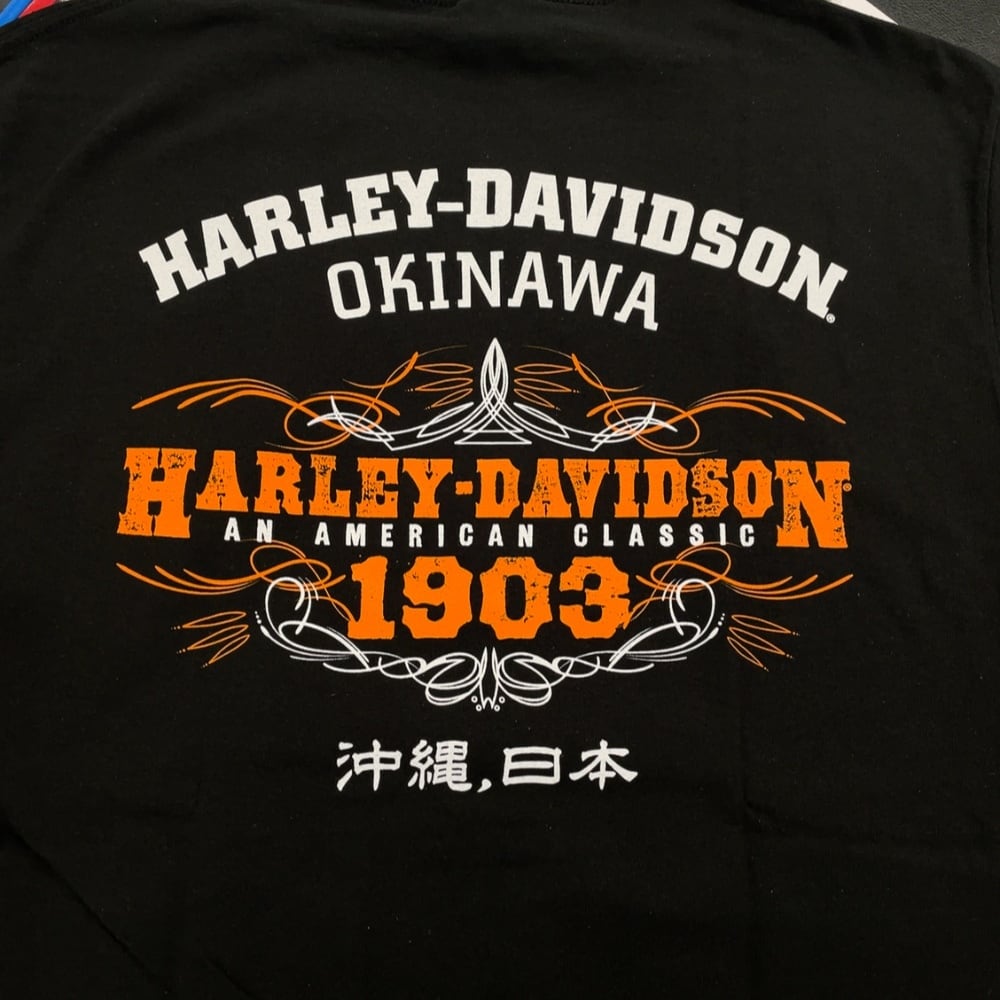 HARLEY-DAVIDSON®
OKINAWA
HARLEY-DAVIDSON®
AN AMERICAN CLASSIC
1903
沖縄,日本